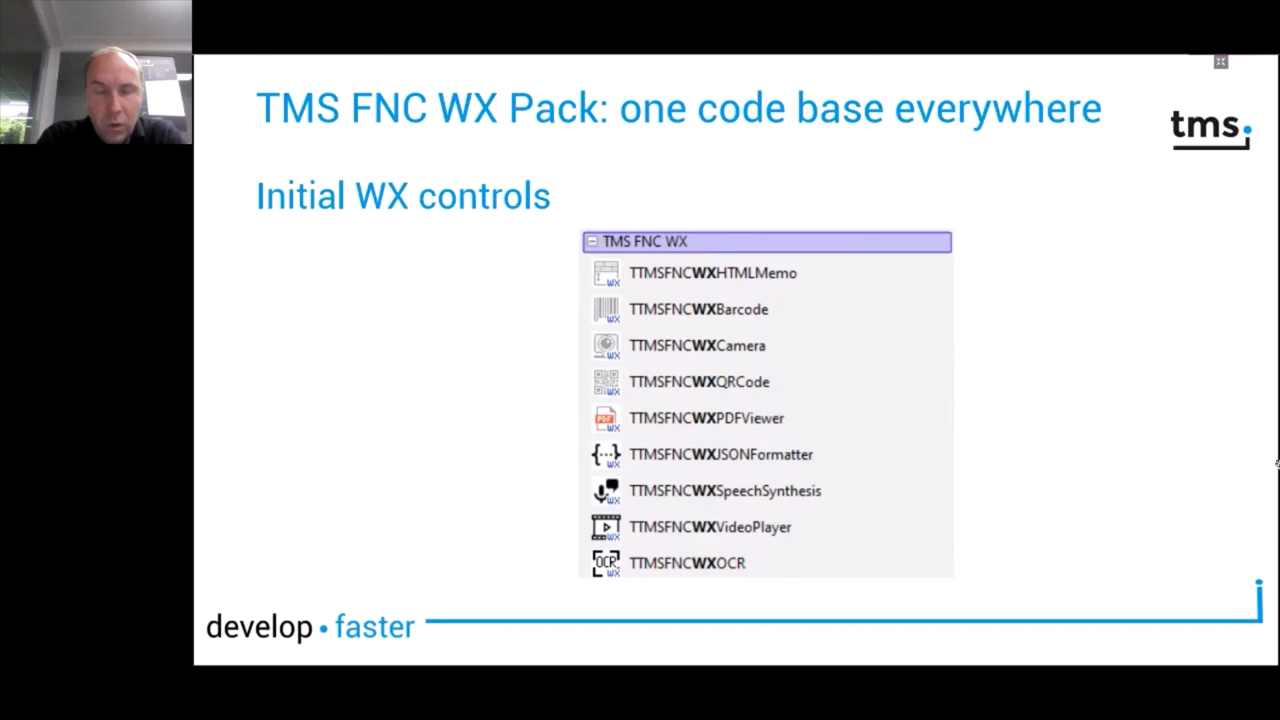 TMS FNC WX Pack: one code base everywhere
tms.
Initial WX controls
TMS FNC WX
TTMSFNCWXHTMLMemo
TTMSFNCWXBarcode
TTMSFNCWXCamera
TTMSFNCWXQRCode
TTMSFNCWXPDFViewer
TTMSFNCWXJSONFormatter
TTMSFNCWXSpeechSynthesis
TTMSFNCWXVideoPlayer
TTMSFNCWXOCR
develop • faster